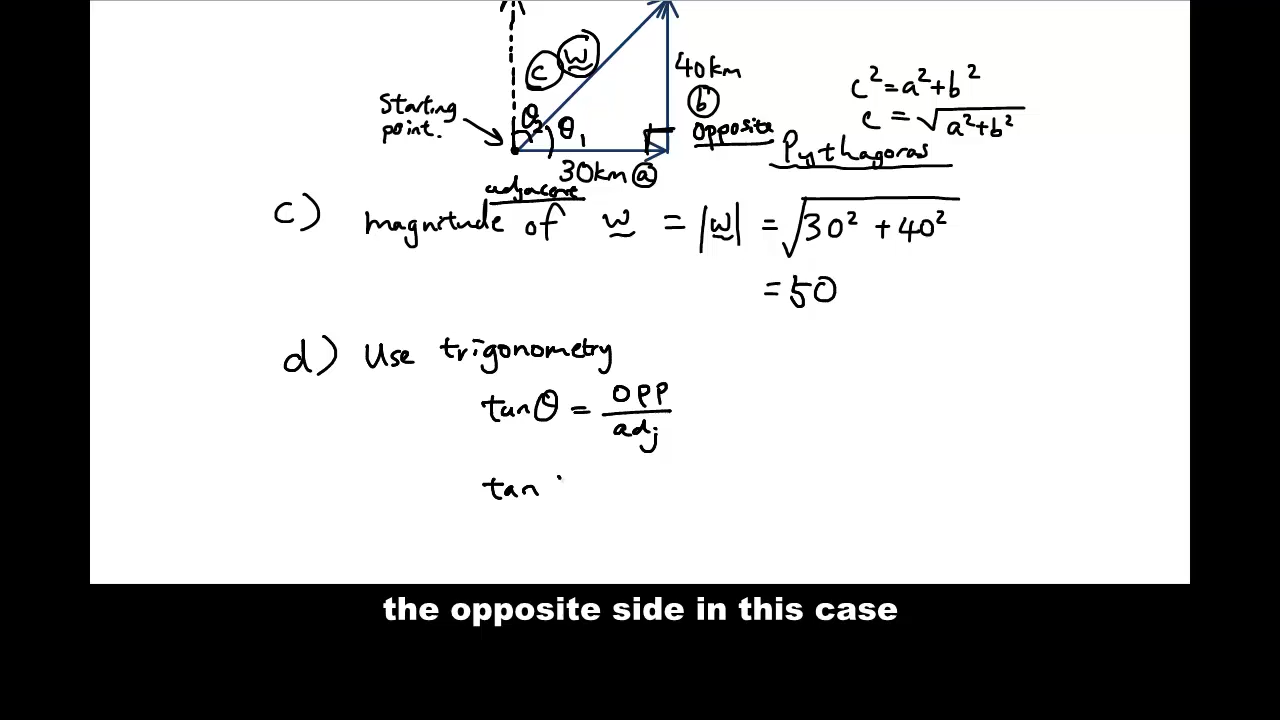 C W
40km
b
opposite
c²=a²+b²
c = √a²+b²
Pythagoras
Starting
point.
θ₂ θ₁
30km a
adjacent
c) magnitude of w = |w| = √30² + 40²
= 50
d) Use trigonometry
tanθ = opp
adj
tan
the opposite side in this case